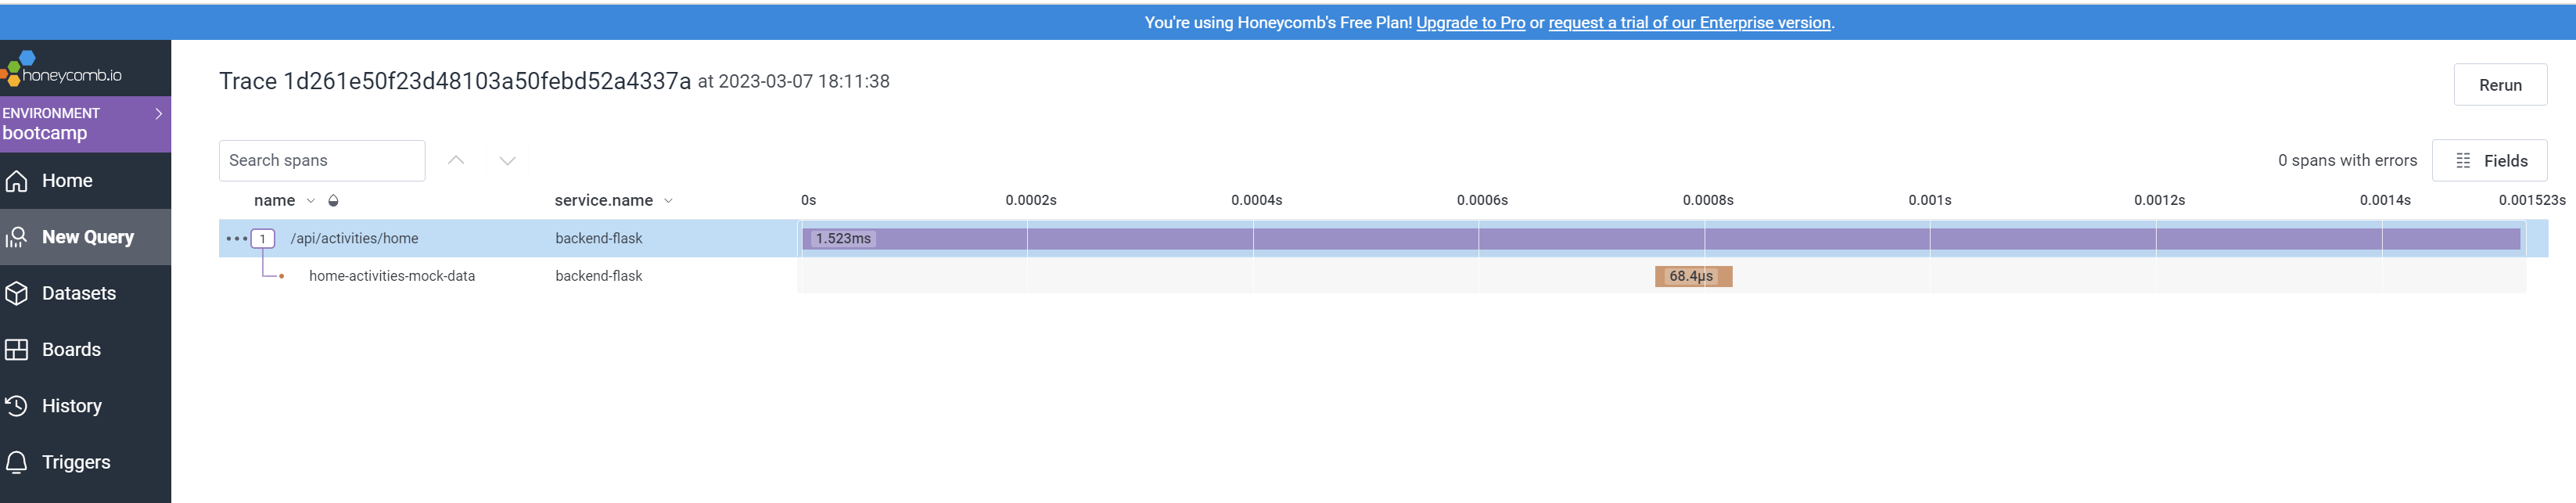 You're using Honeycomb's Free Plan! Upgrade to Pro or request a trial of our Enterprise version.
honeycomb.io
Trace 1d261e50f23d48103a50febd52a4337a at 2023-03-07 18:11:38
Rerun
ENVIRONMENT
bootcamp
Search spans
0 spans with errors
Fields
Home
name service.name 0s 0.0002s 0.0004s 0.0006s 0.0008s 0.001s 0.0012s 0.0014s 0.001523s
New Query
1 /api/activities/home backend-flask 1.523ms
home-activities-mock-data backend-flask 68.4µs
Datasets
Boards
History
Triggers